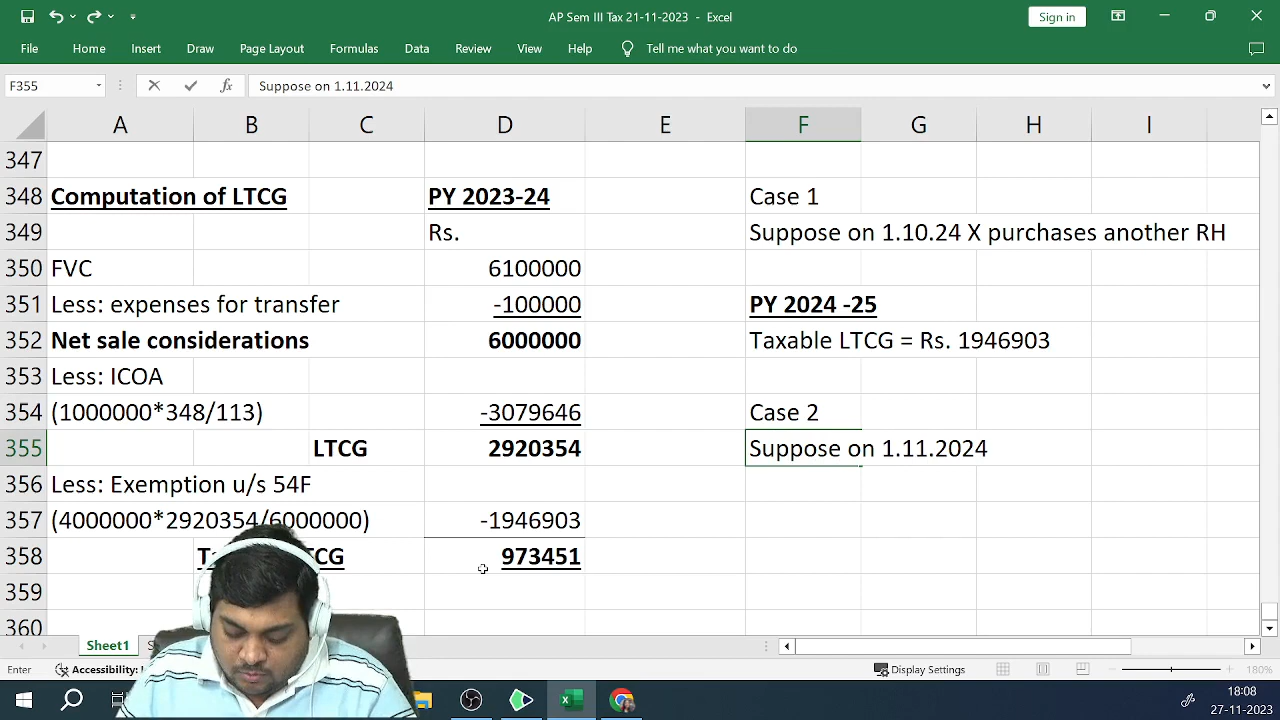 AP Sem III Tax 21-11-2023 - Excel
Sign in
File Home Insert Draw Page Layout Formulas Data Review View Help Tell me what you want to do
F355 fx Suppose on 1.11.2024
A B C D E F G H I
347
348 Computation of LTCG PY 2023-24 Case 1
349 Rs. Suppose on 1.10.24 X purchases another RH
350 FVC 6100000
351 Less: expenses for transfer -100000 PY 2024 -25
352 Net sale considerations 6000000 Taxable LTCG = Rs. 1946903
353 Less: ICOA
354 (1000000*348/113) -3079646 Case 2
355 LTCG 2920354 Suppose on 1.11.2024
356 Less: Exemption u/s 54F
357 (4000000*2920354/6000000) -1946903
358 973451
359
360
Sheet1
Enter Accessibility: Display Settings 180%
18:08
27-11-2023